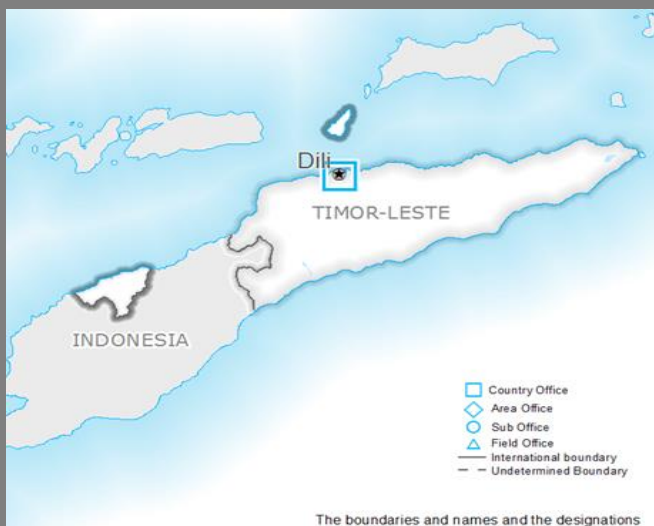 Dili
TIMOR-LESTE
INDONESIA
Country Office
Area Office
Sub Office
Field Office
International boundary
Undetermined Boundary
The boundaries and names and the designations